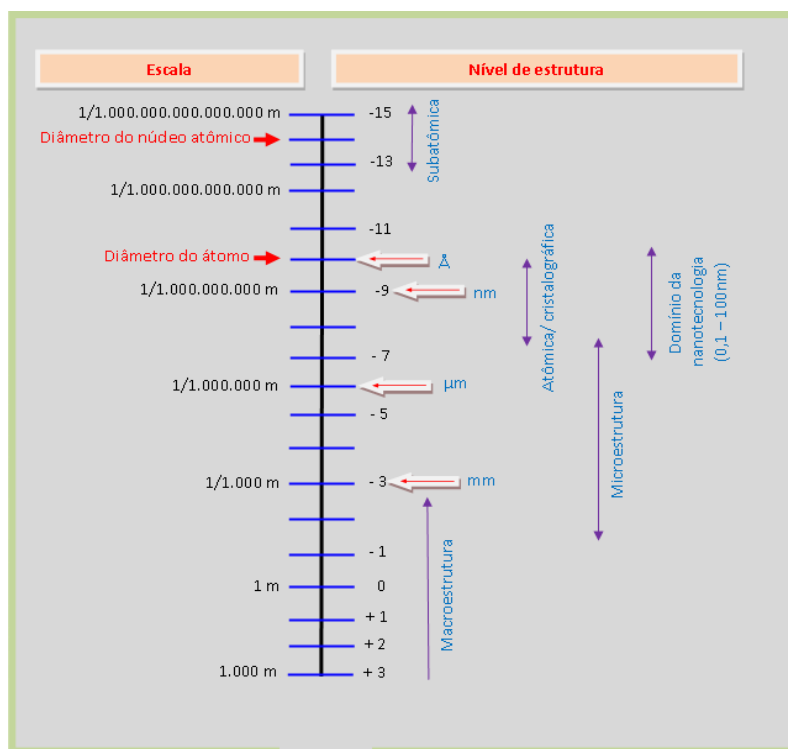 Escala
Nível de estrutura
1/1.000.000.000.000.000 m
-15
Diâmetro do núcleo atômico
-13
Subatômica
1/1.000.000.000.000 m
-11
Diâmetro do átomo
Å
1/1.000.000.000 m
-9
nm
Atômica/ cristalográfica
Domínio da
nanotecnologia
(0,1 – 100nm)
- 7
1/1.000.000 m
µm
- 5
Microestrutura
1/1.000 m
- 3
mm
- 1
Macroestrutura
1 m
0
+ 1
+ 2
1.000 m
+ 3